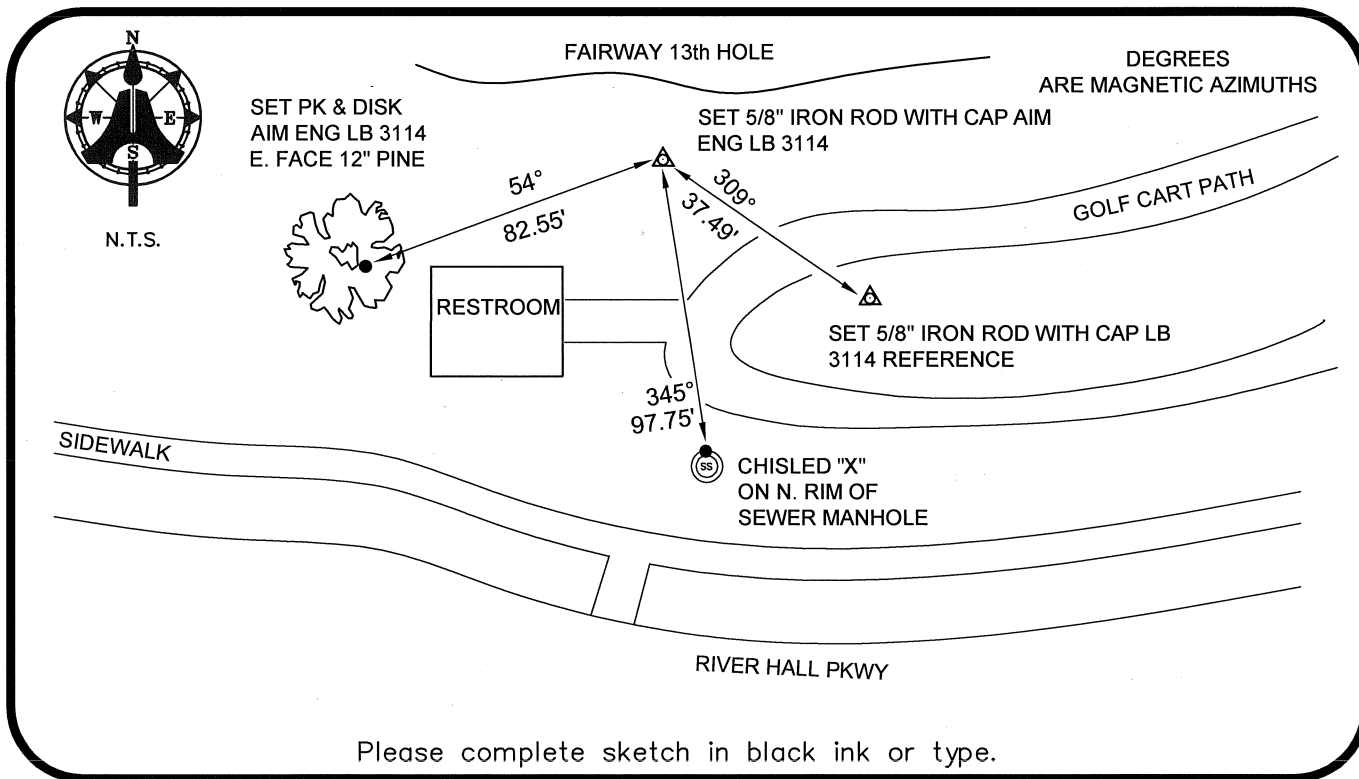 N
W
E
S
N.T.S.
SET PK & DISK
AIM ENG LB 3114
E. FACE 12" PINE
FAIRWAY 13th HOLE
DEGREES
ARE MAGNETIC AZIMUTHS
SET 5/8" IRON ROD WITH CAP AIM
ENG LB 3114
54°
82.55'
309°
37.49'
GOLF CART PATH
RESTROOM
SET 5/8" IRON ROD WITH CAP LB
3114 REFERENCE
345°
97.75'
SIDEWALK
SS
CHISLED "X"
ON N. RIM OF
SEWER MANHOLE
RIVER HALL PKWY
Please complete sketch in black ink or type.